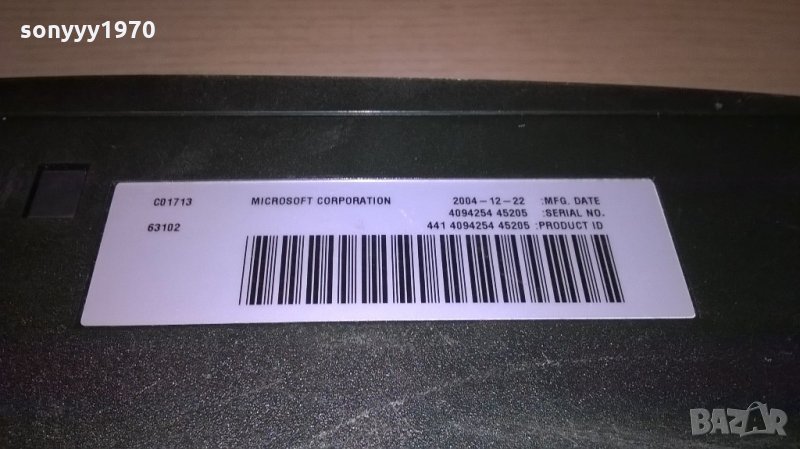 sonyyy1970
C01713 MICROSOFT CORPORATION 2004-12-22 :MFG. DATE
4094254 45205 :SERIAL NO.
63102 441 4094254 45205 :PRODUCT ID
BAZAR